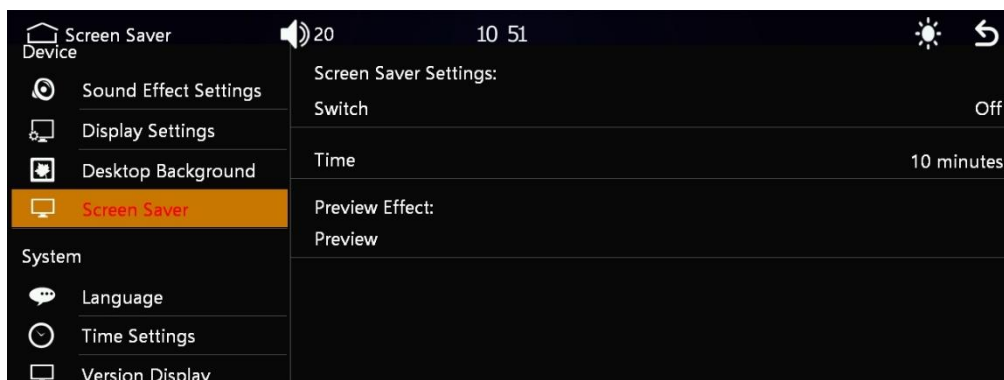 Screen Saver
20
10 51
Device
Sound Effect Settings
Display Settings
Desktop Background
Screen Saver
System
Language
Time Settings
Version Display
Screen Saver Settings:
Switch Off
Time 10 minutes
Preview Effect:
Preview